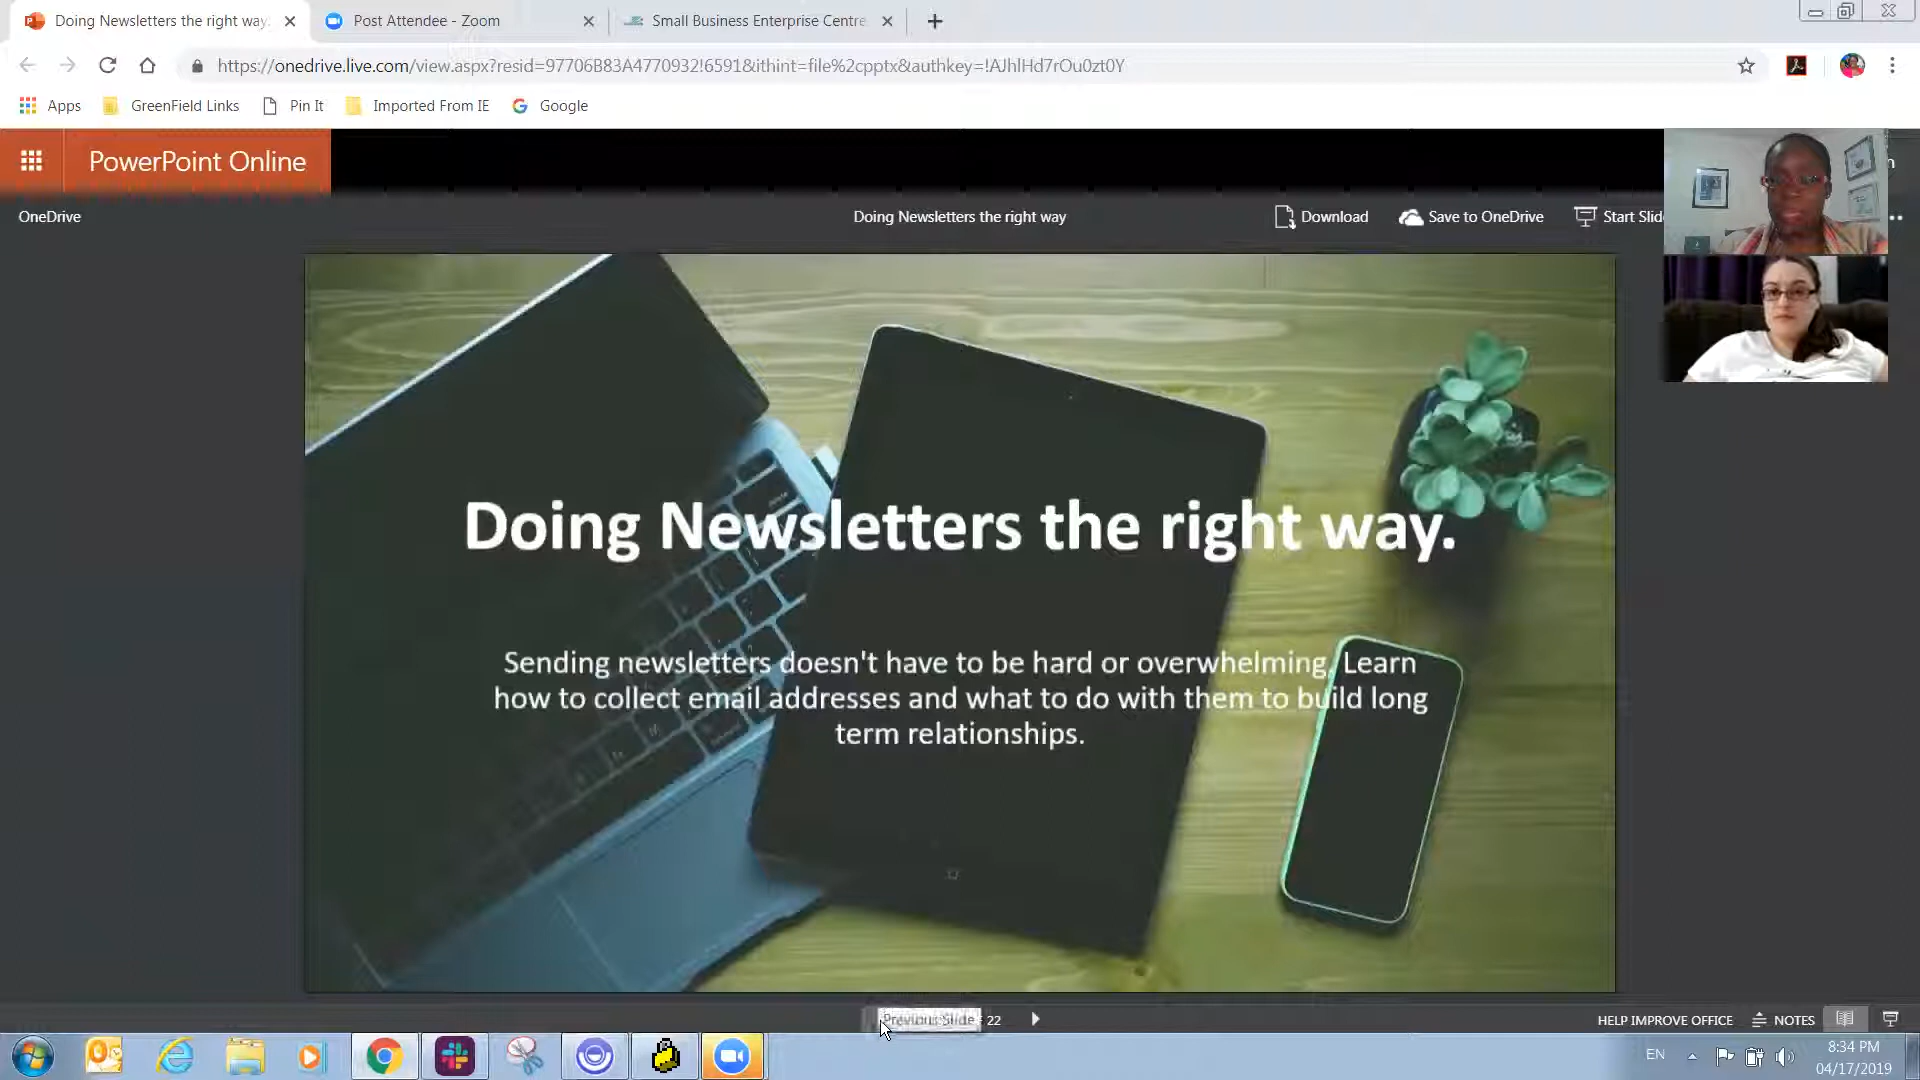 Doing Newsletters the right way.
Post Attendee - Zoom
Small Business Enterprise Centre
https://onedrive.live.com/view.aspx?resid=97706B83A4770932!6591&ithint=file%2cpptx&authkey=!AJhlHd7rOu0zt0Y
Apps
GreenField Links
Pin It
Imported From IE
Google
PowerPoint Online
OneDrive
Doing Newsletters the right way
Download
Save to OneDrive
Start Slid
Doing Newsletters the right way.
Sending newsletters doesn't have to be hard or overwhelming, Learn
how to collect email addresses and what to do with them to build long
term relationships.
Previous Slide
22
HELP IMPROVE OFFICE
NOTES
EN
8:34 PM
04/17/2019